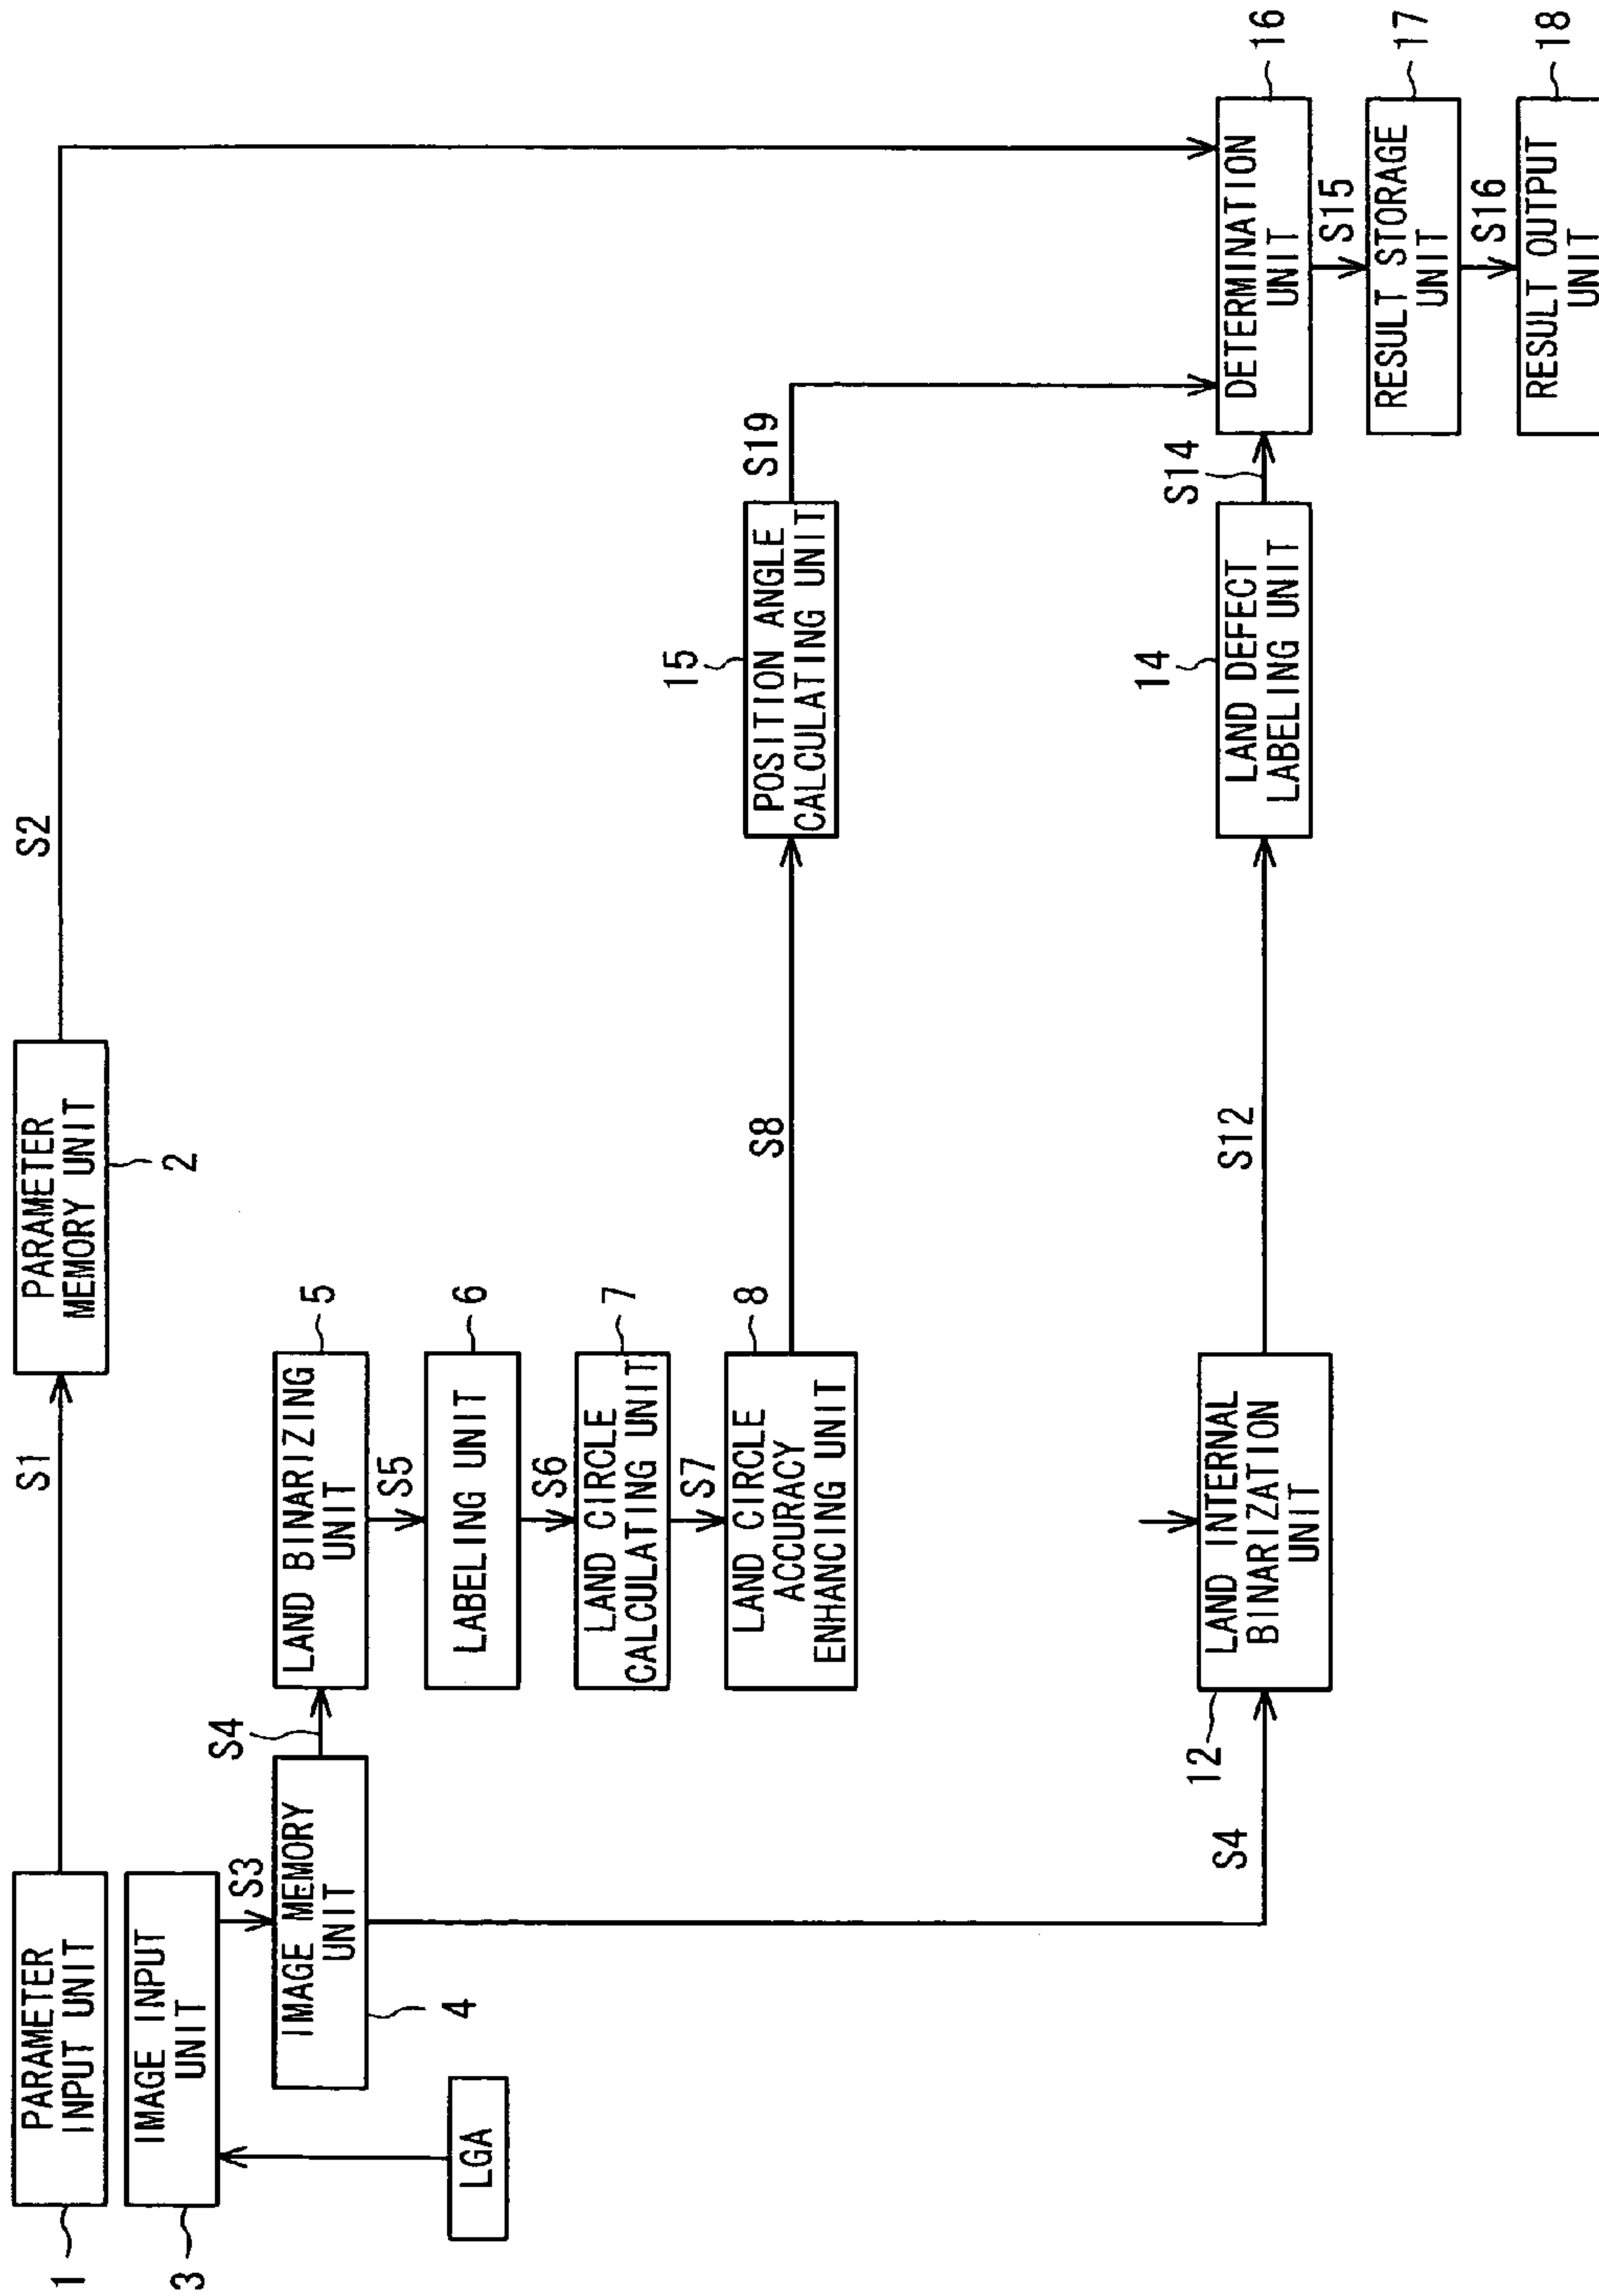 1
PARAMETER
INPUT UNIT
S1
PARAMETER
MEMORY UNIT
2
S2
3
IMAGE INPUT
UNIT
S3
LGA
IMAGE MEMORY
UNIT
4
S4
LAND BINARIZING
UNIT
5
S5
LABELING UNIT
6
S6
LAND CIRCLE
CALCULATING UNIT
7
S7
LAND CIRCLE
ACCURACY
ENHANCING UNIT
8
S8
15
POSITION ANGLE
CALCULATING UNIT
S19
S4
12
LAND INTERNAL
BINARIZATION
UNIT
S12
14
LAND DEFECT
LABELING UNIT
S14
DETERMINATION
UNIT
16
S15
RESULT STORAGE
UNIT
17
S16
RESULT OUTPUT
UNIT
18